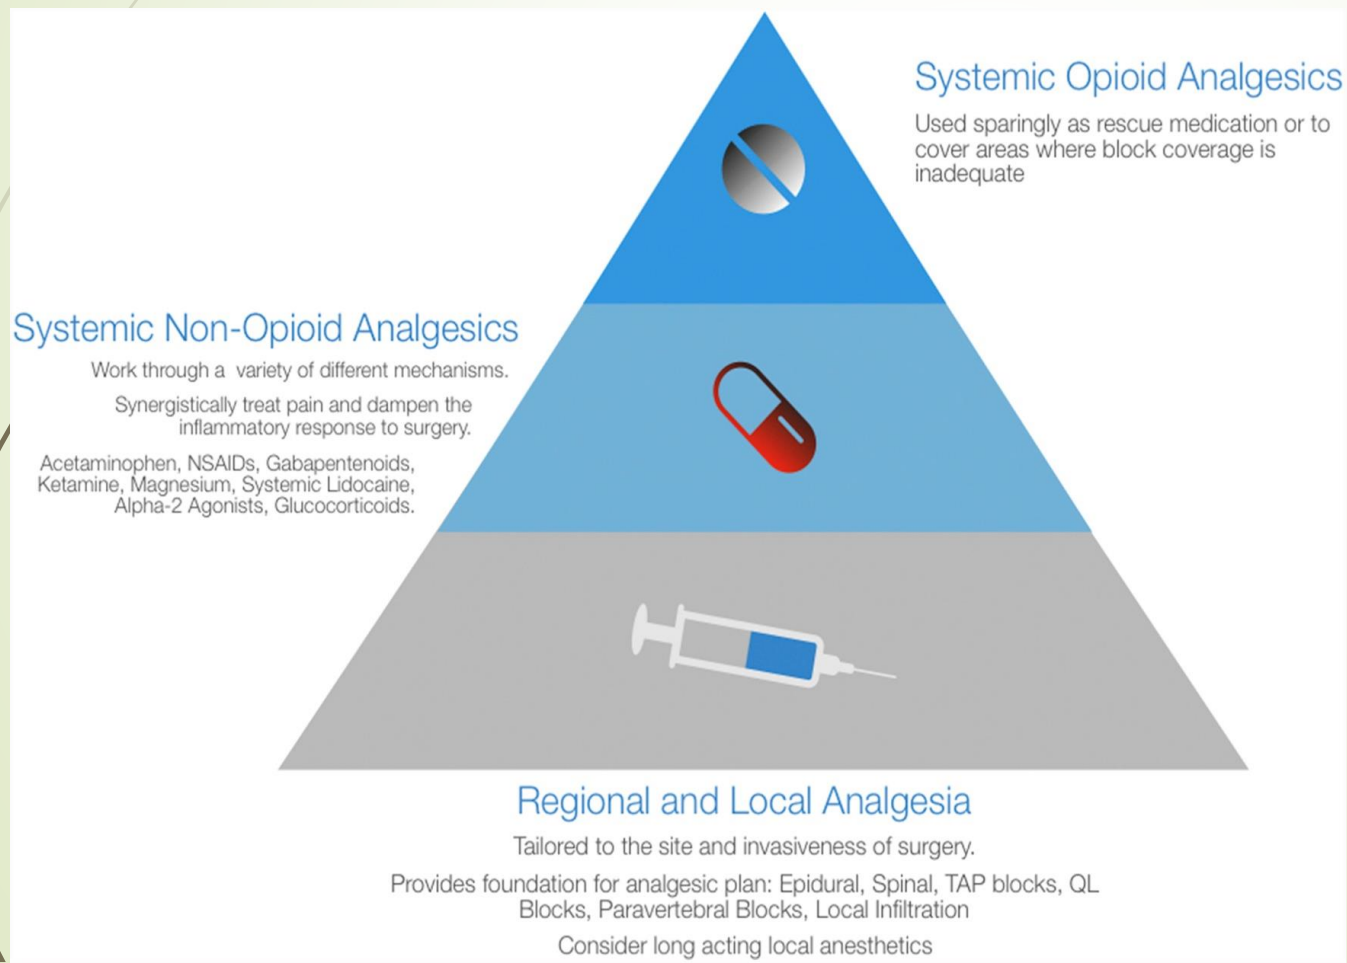 Systemic Opioid Analgesics
Used sparingly as rescue medication or to
cover areas where block coverage is
inadequate
Systemic Non-Opioid Analgesics
Work through a variety of different mechanisms.
Synergistically treat pain and dampen the
inflammatory response to surgery.
Acetaminophen, NSAIDs, Gabapentenoids,
Ketamine, Magnesium, Systemic Lidocaine,
Alpha-2 Agonists, Glucocorticoids.
Regional and Local Analgesia
Tailored to the site and invasiveness of surgery.
Provides foundation for analgesic plan: Epidural, Spinal, TAP blocks, QL
Blocks, Paravertebral Blocks, Local Infiltration
Consider long acting local anesthetics